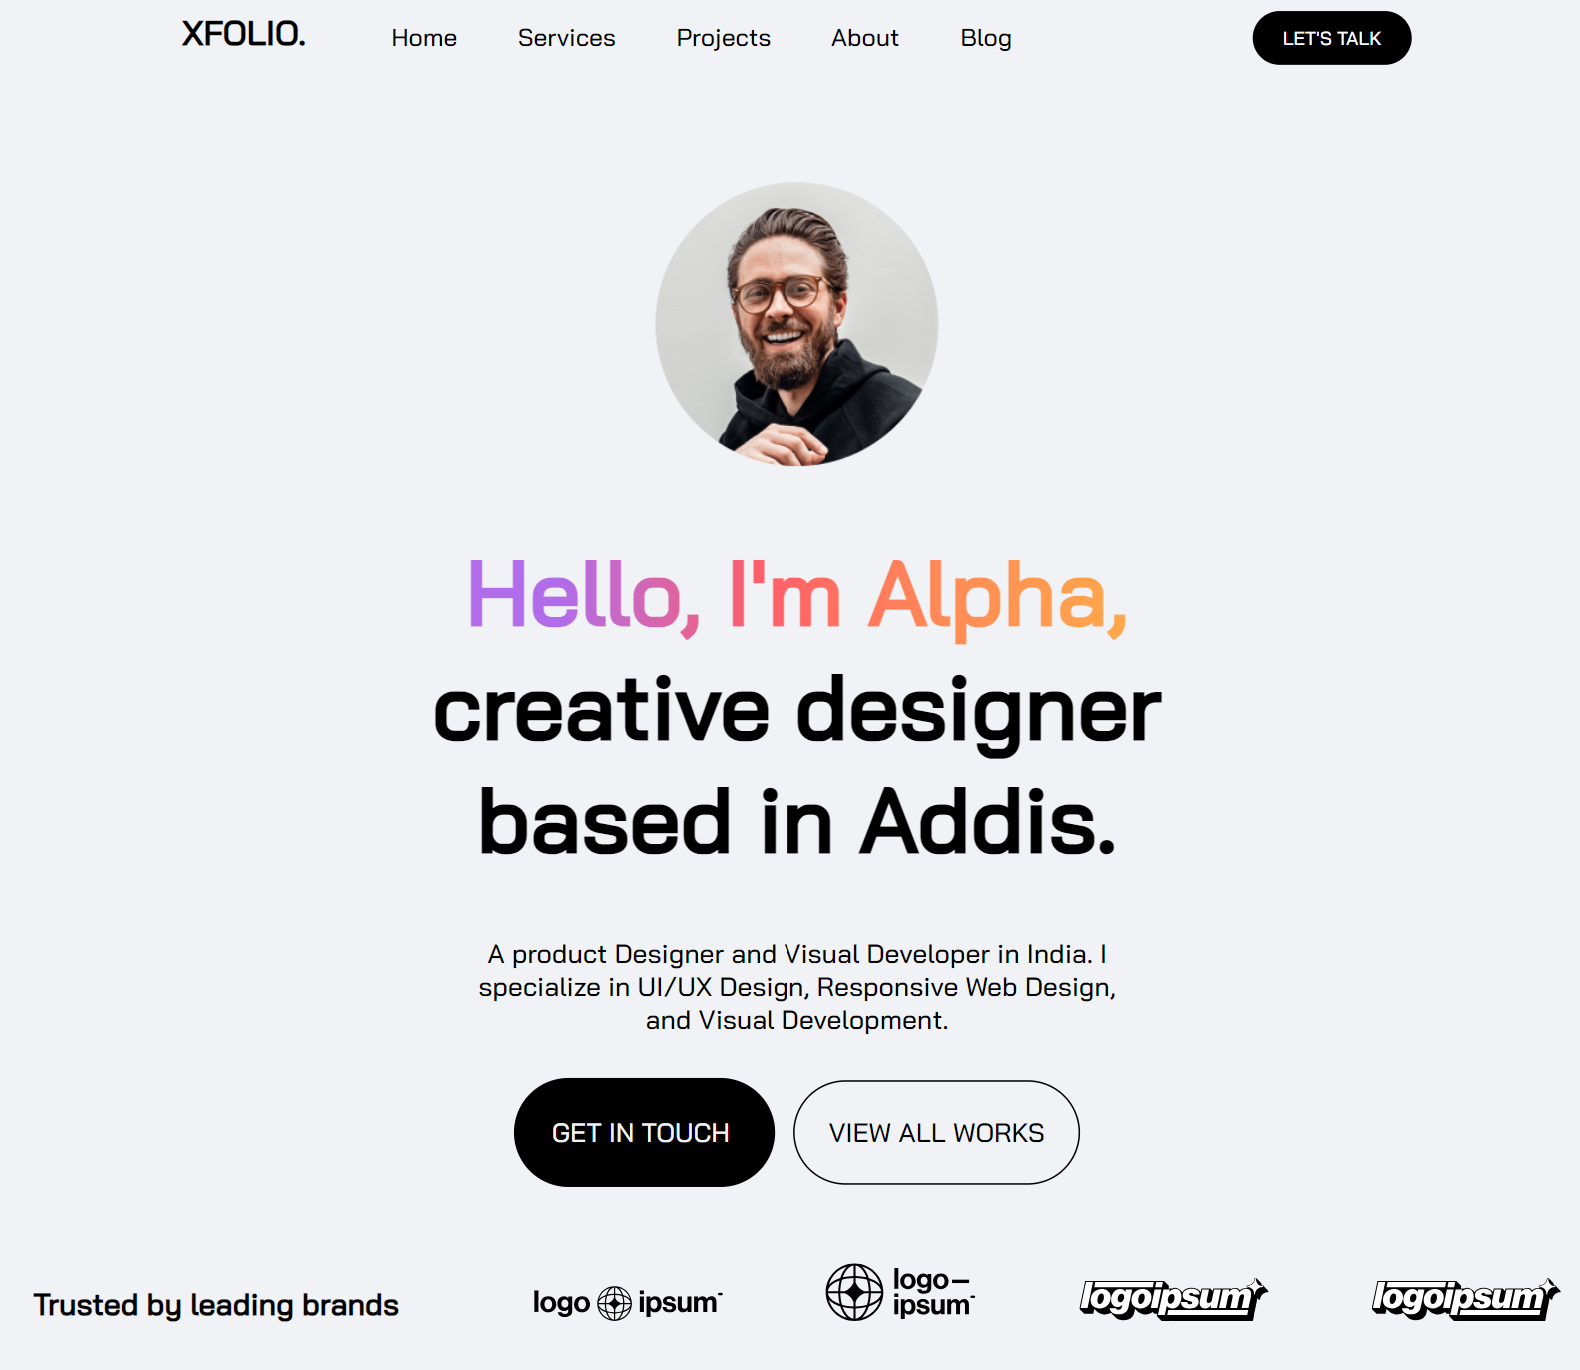 XFOLIO.
Home
Services
Projects
About
Blog
LET'S TALK
Hello, I'm Alpha,
creative designer
based in Addis.
A product Designer and Visual Developer in India. I
specialize in UI/UX Design, Responsive Web Design,
and Visual Development.
GET IN TOUCH
VIEW ALL WORKS
Trusted by leading brands
logo ipsum
logo
ipsum
logoipsum
logoipsum